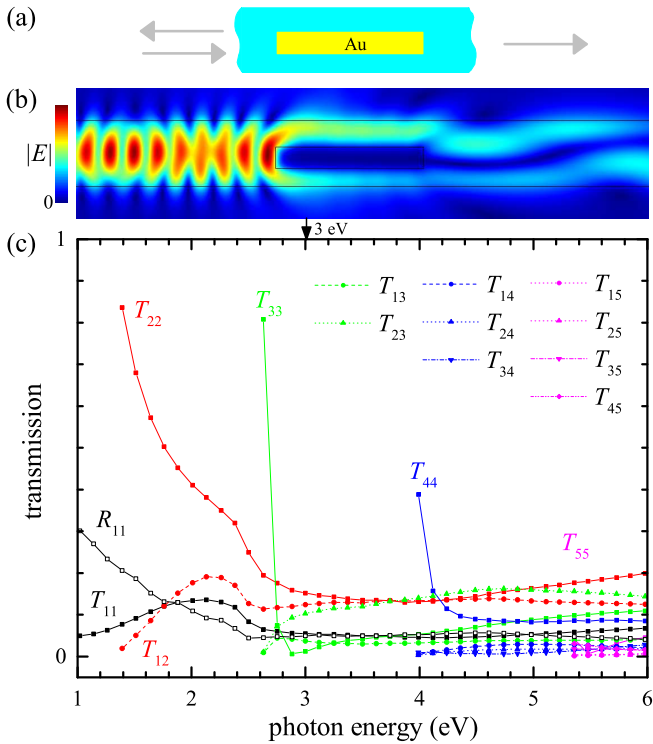 (a)
Au
(b)
|E|
0
3 eV
(c)
1
T13
T14
T15
T22
T33
T23
T24
T25
T34
T35
T45
transmission
T44
R11
T55
T11
T12
0
1
2
3
4
5
6
photon energy (eV)